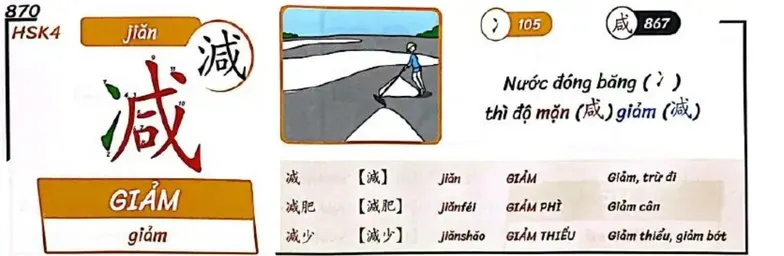 870
HSK4
jiǎn
减
減
GIẢM
giảm
冫 105
咸 867
Nước đóng băng (冫)
thì độ mặn (咸) giảm (减)
减 【減】 jiǎn GIẢM Giảm, trừ đi
减肥 【減肥】 jiǎnféi GIẢM PHÌ Giảm cân
减少 【減少】 jiǎnshǎo GIẢM THIỂU Giảm thiểu, giảm bớt